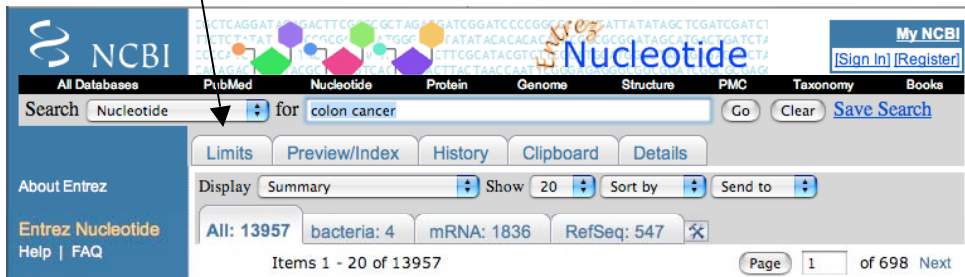 NCBI
Entrez Nucleotide
My NCBI
[Sign In] [Register]
All Databases PubMed Nucleotide Protein Genome Structure PMC Taxonomy Books
Search Nucleotide for colon cancer Go Clear Save Search
Limits Preview/Index History Clipboard Details
About Entrez
Display Summary Show 20 Sort by Send to
Entrez Nucleotide
All: 13957 bacteria: 4 mRNA: 1836 RefSeq: 547
Help | FAQ
Items 1 - 20 of 13957 Page 1 of 698 Next